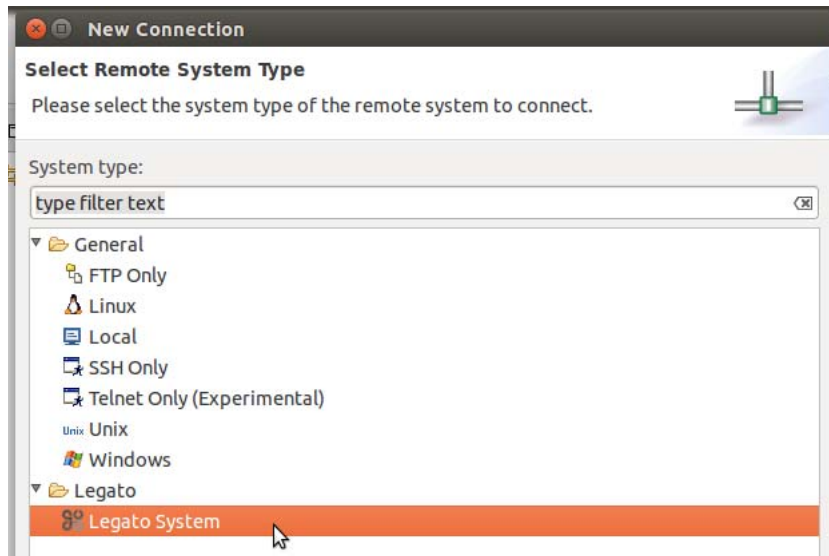 New Connection
Select Remote System Type
Please select the system type of the remote system to connect.
System type:
type filter text
General
FTP Only
Linux
Local
SSH Only
Telnet Only (Experimental)
Unix Unix
Windows
Legato
Legato System